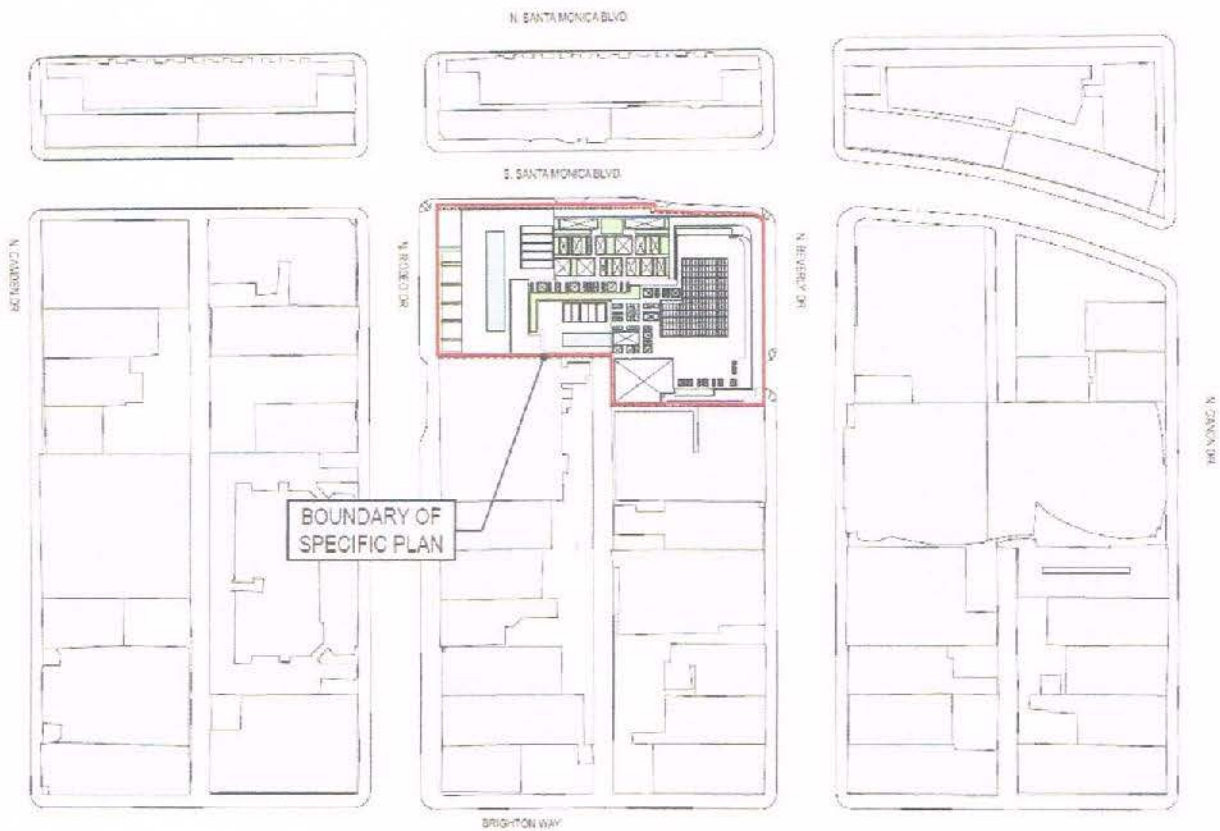 N. SANTA MONICA BLVD.
S. SANTA MONICA BLVD.
N. CAMDEN DR.
N. RODEO DR.
N. BEVERLY DR.
N. CANON DR.
BOUNDARY OF
SPECIFIC PLAN
BRIGHTON WAY